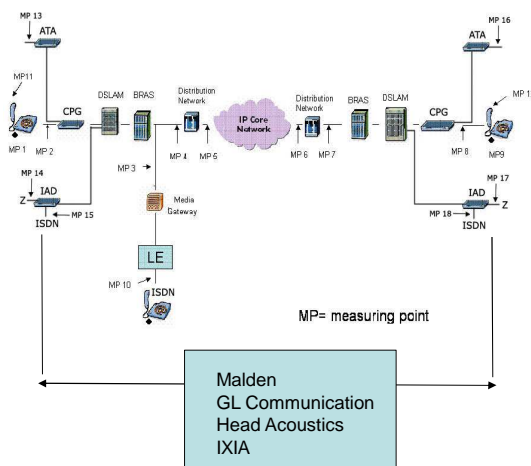 MP 13
ATA
MP11
CPG
DSLAM
BRAS
Distribution
Network
IP Core
Network
Distribution
Network
BRAS
DSLAM
CPG
ATA
MP 16
MP 1
MP 1
MP 2
MP 3
MP 4
MP 5
MP 6
MP 7
MP 8
MP9
MP 14
Z
IAD
MP 15
ISDN
Media
Gateway
LE
MP 10
ISDN
MP 17
IAD
Z
MP 18
ISDN
MP= measuring point
Malden
GL Communication
Head Acoustics
IXIA